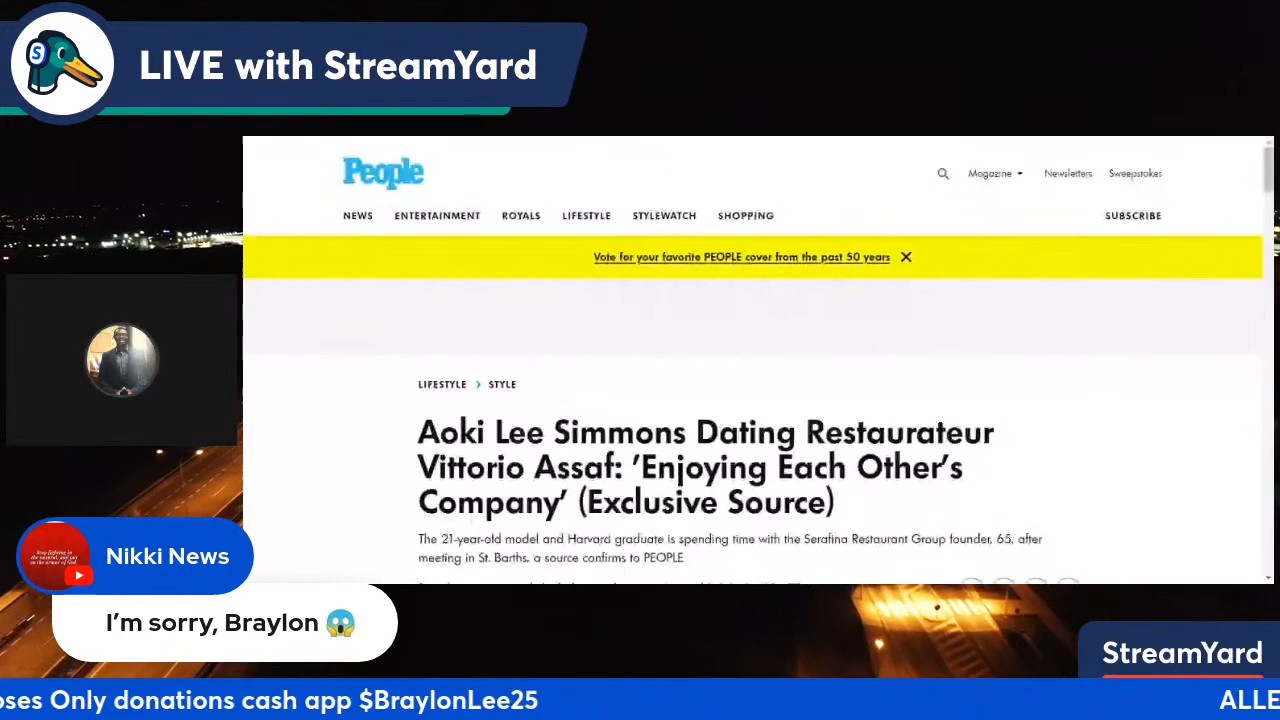 S
LIVE with StreamYard
People
Magazine
Newsletters
Sweepstakes
NEWS
ENTERTAINMENT
ROYALS
LIFESTYLE
STYLEWATCH
SHOPPING
SUBSCRIBE
Vote for your favorite PEOPLE cover from the past 50 years
LIFESTYLE > STYLE
Aoki Lee Simmons Dating Restaurateur
Vittorio Assaf: 'Enjoying Each Other's
Company' (Exclusive Source)
The 21-year-old model and Harvard graduate is spending time with the Serafina Restaurant Group founder, 65, after
meeting in St. Barths, a source confirms to PEOPLE
Nikki News
I'm sorry, Braylon 😱
StreamYard
oses Only donations cash app $BraylonLee25
ALLE